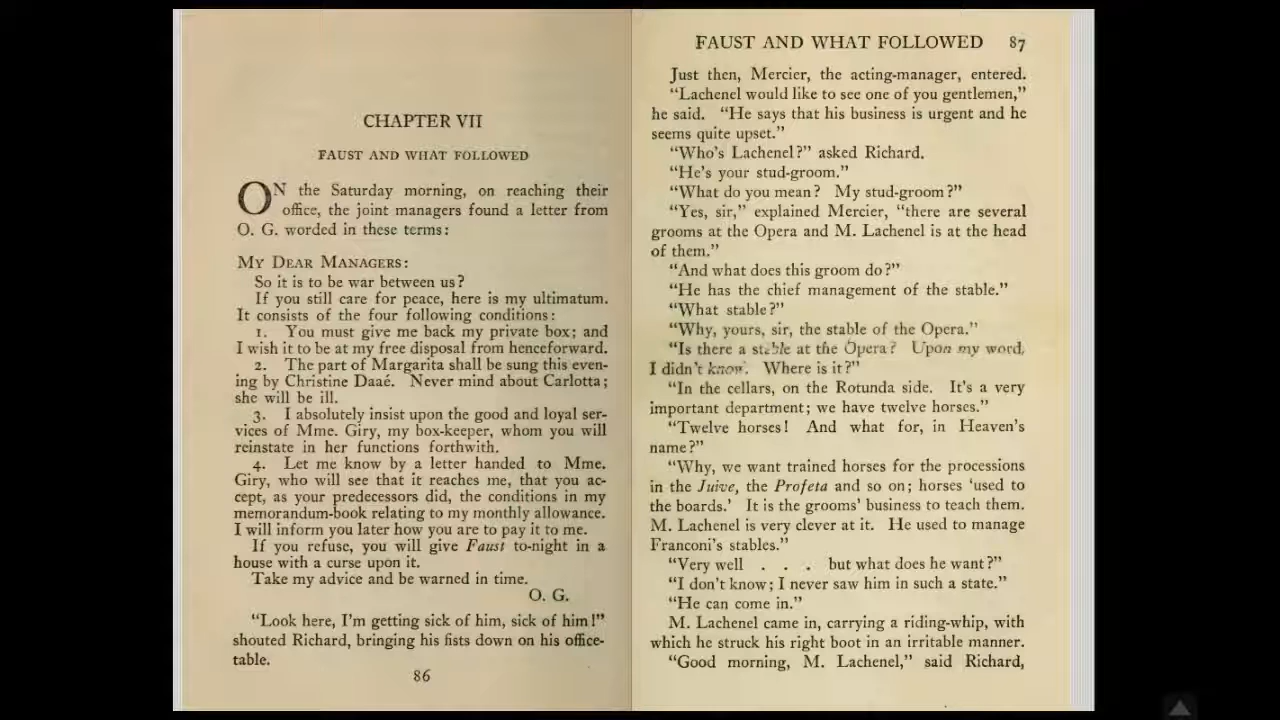 CHAPTER VII
FAUST AND WHAT FOLLOWED
ON the Saturday morning, on reaching their
office, the joint managers found a letter from
O. G. worded in these terms:
MY DEAR MANAGERS:
So it is to be war between us?
If you still care for peace, here is my ultimatum.
It consists of the four following conditions:
1. You must give me back my private box; and
I wish it to be at my free disposal from henceforward.
2. The part of Margarita shall be sung this even-
ing by Christine Daaé. Never mind about Carlotta;
she will be ill.
3. I absolutely insist upon the good and loyal ser-
vices of Mme. Giry, my box-keeper, whom you will
reinstate in her functions forthwith.
4. Let me know by a letter handed to Mme.
Giry, who will see that it reaches me, that you ac-
cept, as your predecessors did, the conditions in my
memorandum-book relating to my monthly allowance.
I will inform you later how you are to pay it to me.
If you refuse, you will give Faust to-night in a
house with a curse upon it.
Take my advice and be warned in time.
O. G.
“Look here, I'm getting sick of him, sick of him!”
shouted Richard, bringing his fists down on his office-
table.
86
FAUST AND WHAT FOLLOWED 87
Just then, Mercier, the acting-manager, entered.
“Lachenel would like to see one of you gentlemen,”
he said. “He says that his business is urgent and he
seems quite upset.”
“Who's Lachenel?” asked Richard.
“He's your stud-groom.”
“What do you mean? My stud-groom?”
“Yes, sir,” explained Mercier, “there are several
grooms at the Opera and M. Lachenel is at the head
of them.”
“And what does this groom do?”
“He has the chief management of the stable.”
“What stable?”
“Why, yours, sir, the stable of the Opera.”
“Is there a stable at the Opera? Upon my word,
I didn't know. Where is it?”
“In the cellars, on the Rotunda side. It's a very
important department; we have twelve horses.”
“Twelve horses! And what for, in Heaven's
name?”
“Why, we want trained horses for the processions
in the Juive, the Profeta and so on; horses ‘used to
the boards.’ It is the grooms' business to teach them.
M. Lachenel is very clever at it. He used to manage
Franconi's stables.”
“Very well . . . but what does he want?”
“I don't know; I never saw him in such a state.”
“He can come in.”
M. Lachenel came in, carrying a riding-whip, with
which he struck his right boot in an irritable manner.
“Good morning, M. Lachenel,” said Richard,